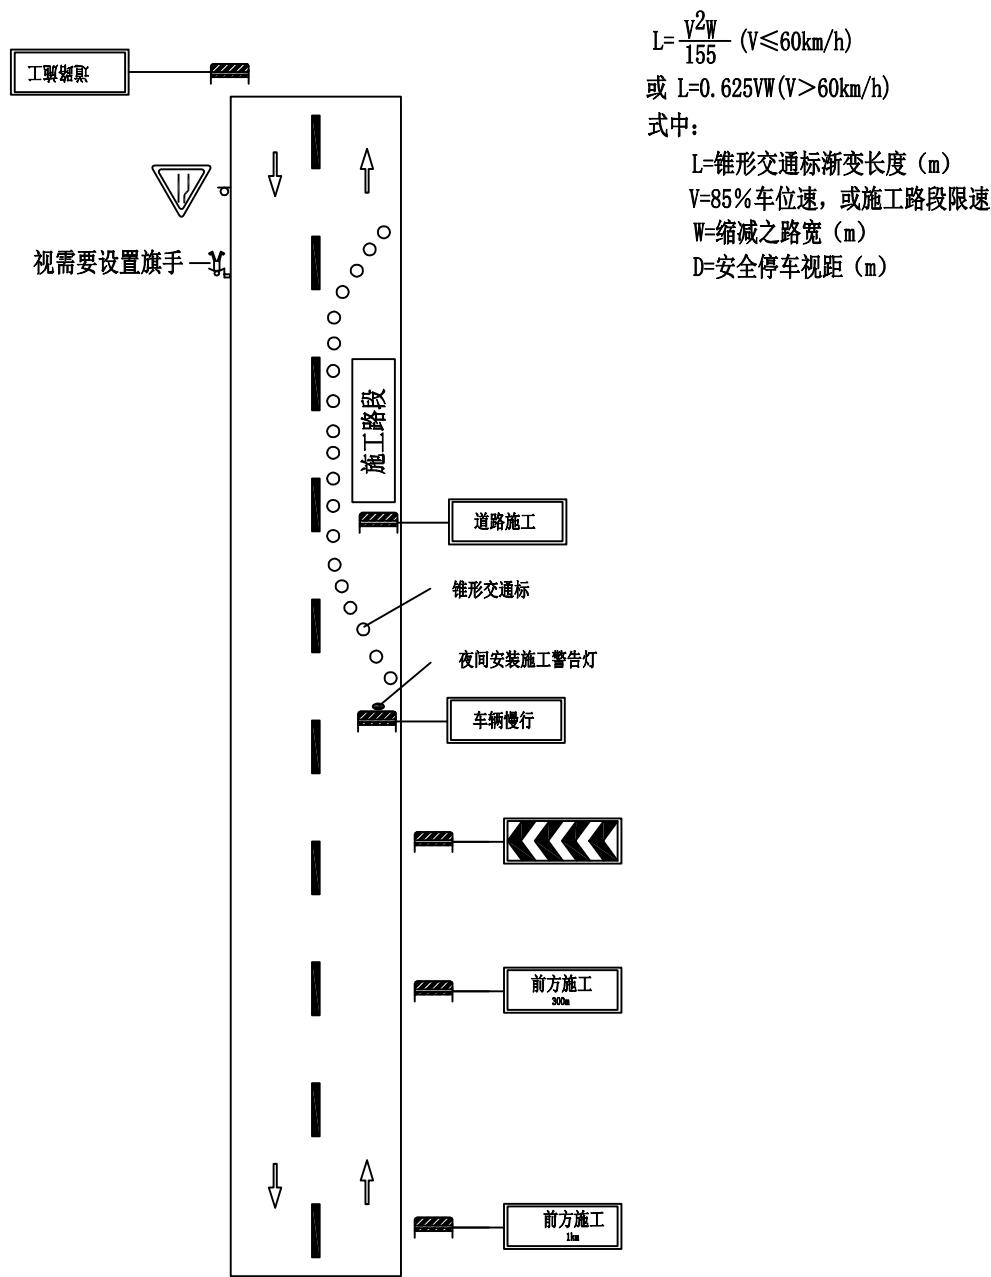 L=V²W/155 (V≤60km/h)
或 L=0.625VW(V>60km/h)
式中：
L=锥形交通标渐变长度（m）
V=85%车位速，或施工路段限速
W=缩减之路宽（m）
D=安全停车视距（m）
道路施工
视需要设置旗手
施工路段
道路施工
锥形交通标
夜间安装施工警告灯
车辆慢行
前方施工
300m
前方施工
1km